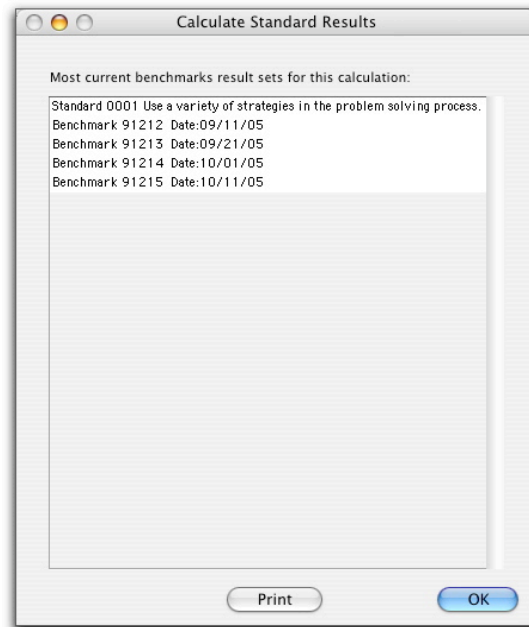 Calculate Standard Results
Most current benchmarks result sets for this calculation:
Standard 0001 Use a variety of strategies in the problem solving process.
Benchmark 91212 Date:09/11/05
Benchmark 91213 Date:09/21/05
Benchmark 91214 Date:10/01/05
Benchmark 91215 Date:10/11/05
Print
OK